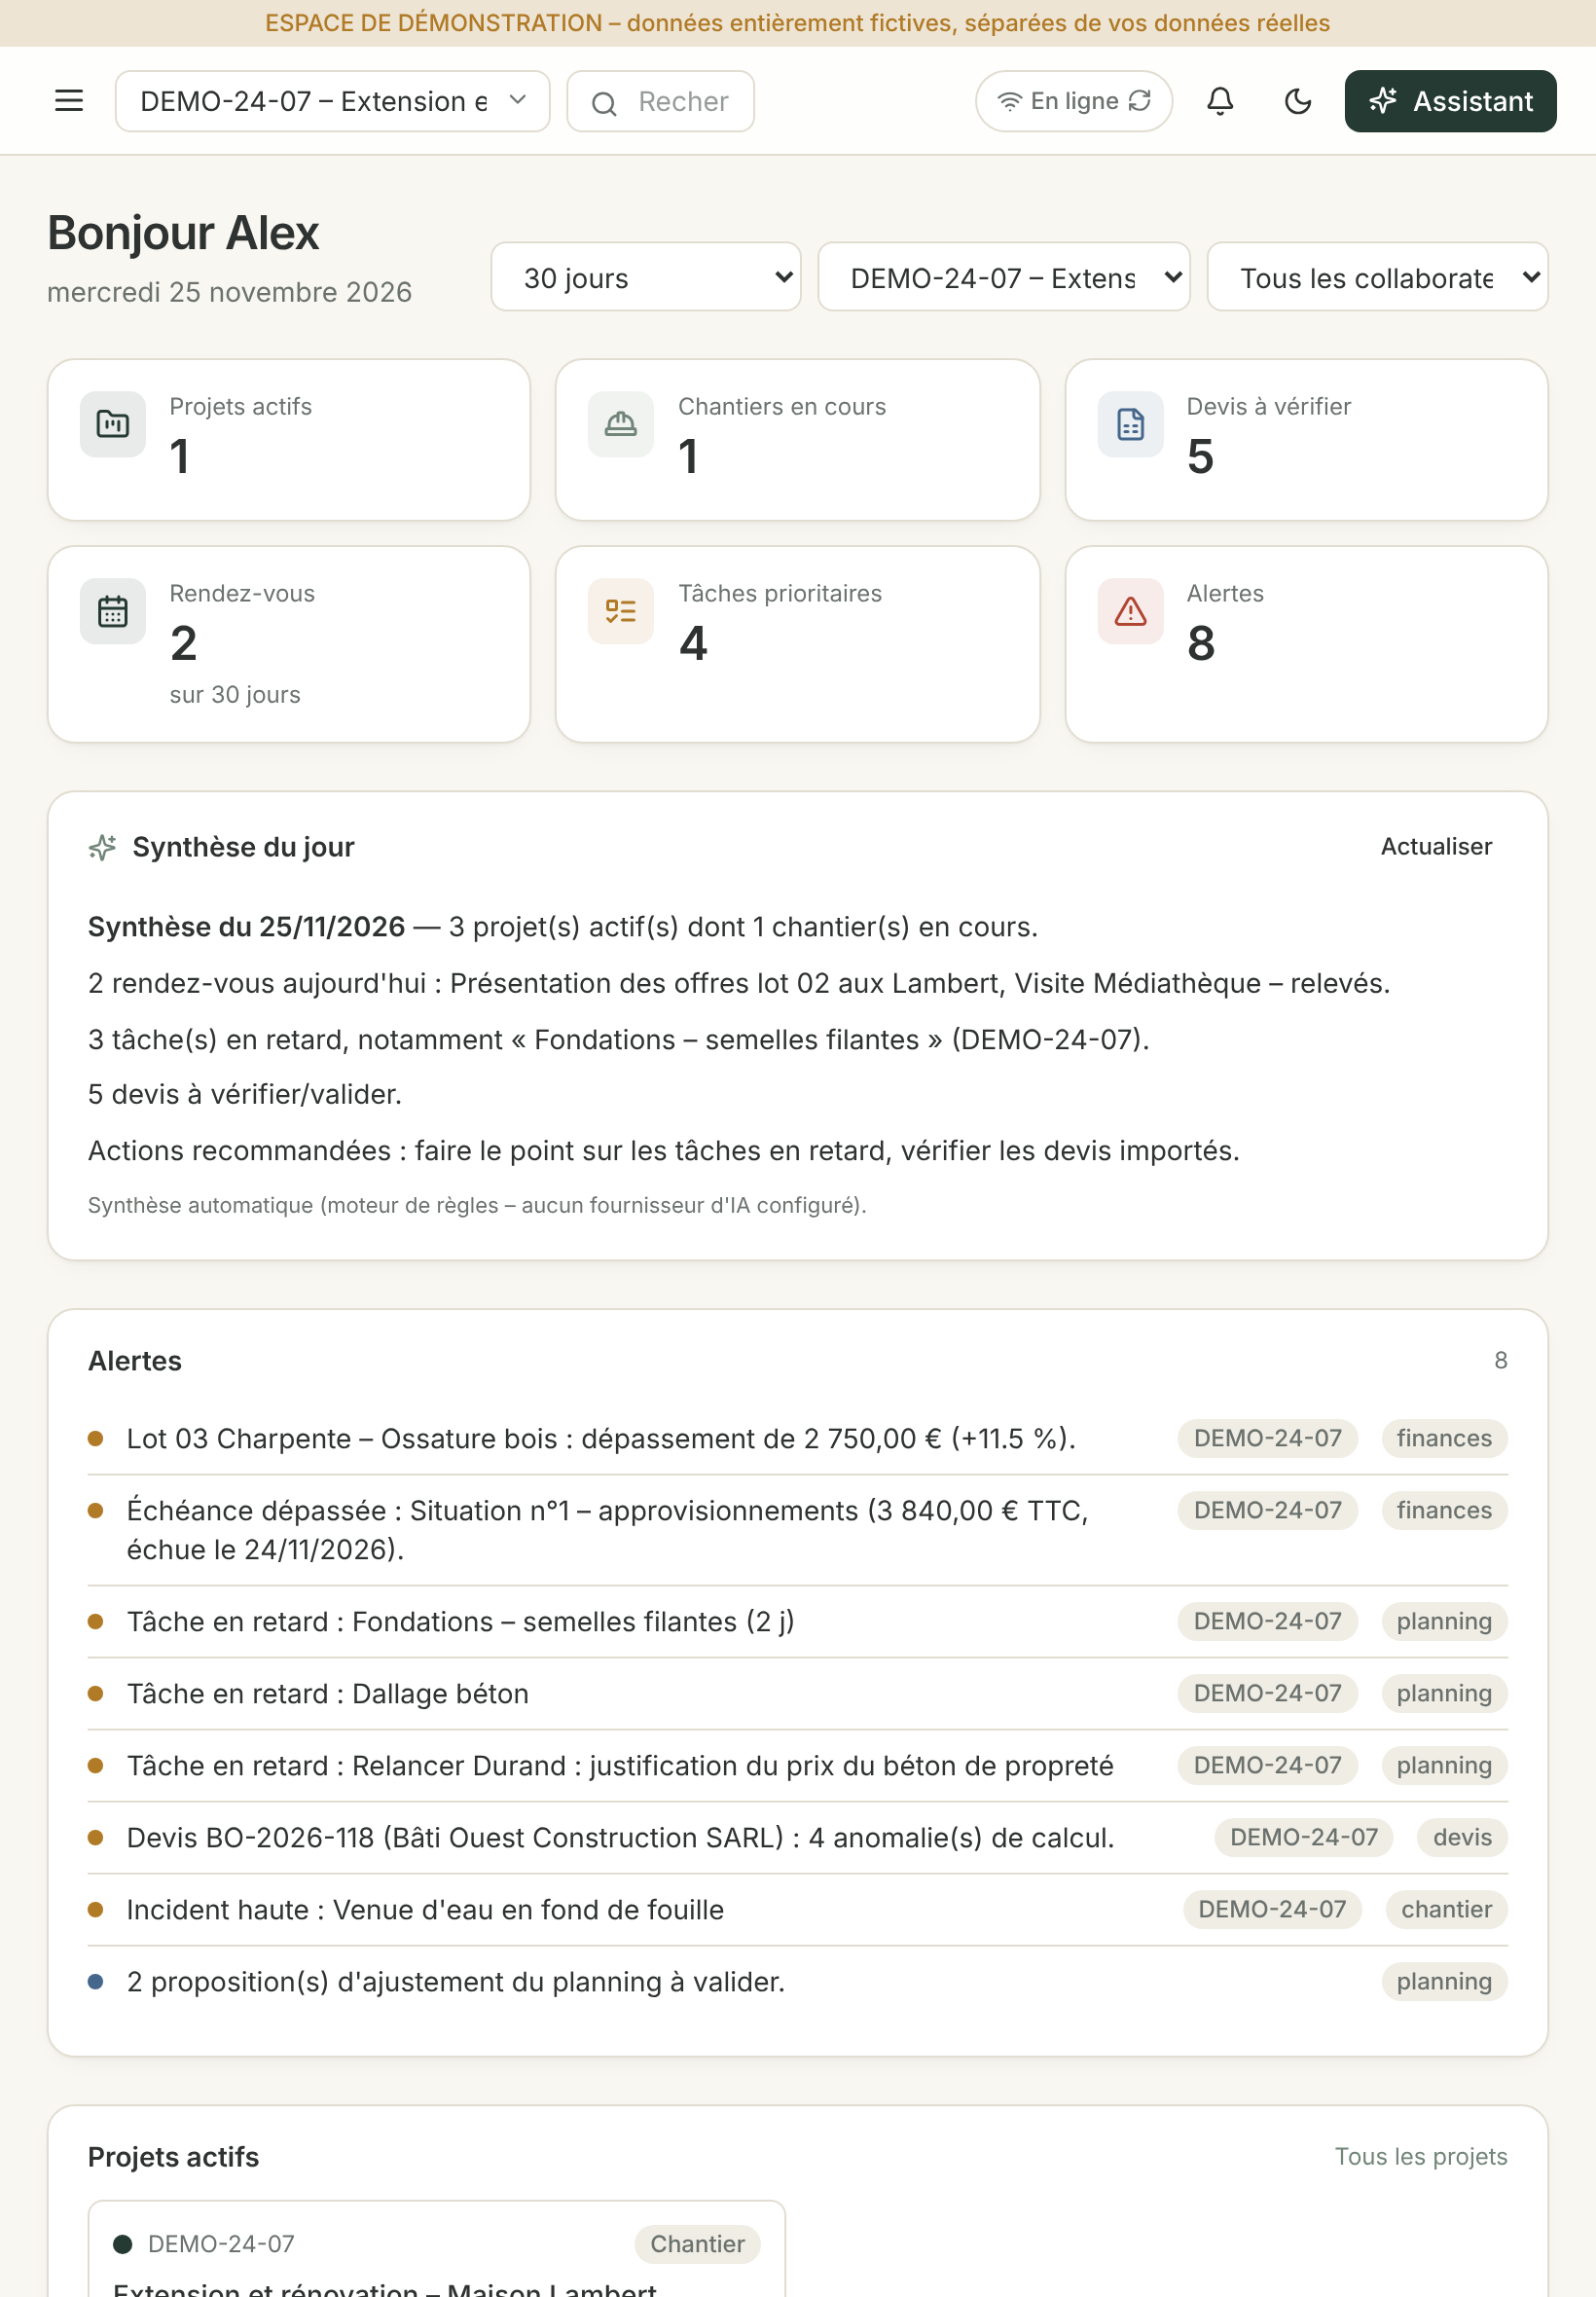 ESPACE DE DÉMONSTRATION – données entièrement fictives, séparées de vos données réelles
DEMO-24-07 – Extension e
Recher
En ligne
Assistant
Bonjour Alex
mercredi 25 novembre 2026
30 jours
DEMO-24-07 – Extens
Tous les collaborate
Projets actifs
1
Chantiers en cours
1
Devis à vérifier
5
Rendez-vous
2
sur 30 jours
Tâches prioritaires
4
Alertes
8
Synthèse du jour
Actualiser
Synthèse du 25/11/2026 — 3 projet(s) actif(s) dont 1 chantier(s) en cours.
2 rendez-vous aujourd'hui : Présentation des offres lot 02 aux Lambert, Visite Médiathèque – relevés.
3 tâche(s) en retard, notamment « Fondations – semelles filantes » (DEMO-24-07).
5 devis à vérifier/valider.
Actions recommandées : faire le point sur les tâches en retard, vérifier les devis importés.
Synthèse automatique (moteur de règles – aucun fournisseur d'IA configuré).
Alertes
8
Lot 03 Charpente – Ossature bois : dépassement de 2 750,00 € (+11.5 %).
DEMO-24-07
finances
Échéance dépassée : Situation n°1 – approvisionnements (3 840,00 € TTC,
échue le 24/11/2026).
DEMO-24-07
finances
Tâche en retard : Fondations – semelles filantes (2 j)
DEMO-24-07
planning
Tâche en retard : Dallage béton
DEMO-24-07
planning
Tâche en retard : Relancer Durand : justification du prix du béton de propreté
DEMO-24-07
planning
Devis BO-2026-118 (Bâti Ouest Construction SARL) : 4 anomalie(s) de calcul.
DEMO-24-07
devis
Incident haute : Venue d'eau en fond de fouille
DEMO-24-07
chantier
2 proposition(s) d'ajustement du planning à valider.
planning
Projets actifs
Tous les projets
DEMO-24-07
Chantier
Extension et rénovation – Maison Lambert